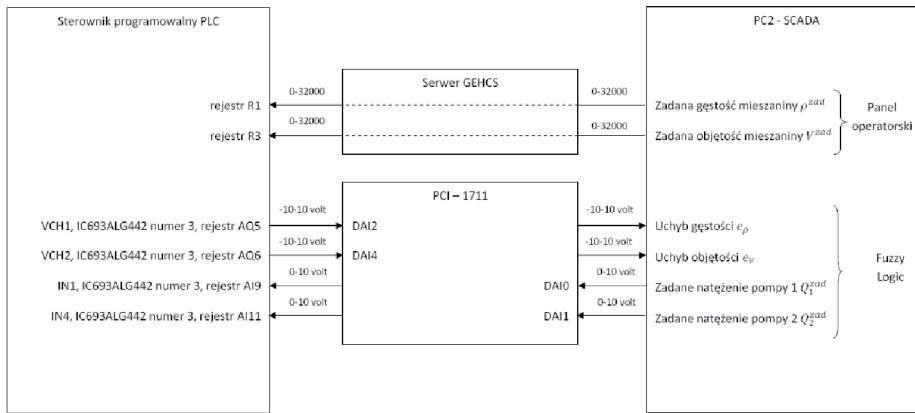 Sterownik programowalny PLC
PC2 - SCADA
Serwer GEHCS
0-32000
0-32000
rejestr R1
Zadana gęstość mieszaniny ρ^zad
0-32000
0-32000
rejestr R3
Zadana objętość mieszaniny V^zad
Panel
operatorski
PCI – 1711
-10-10 volt
-10-10 volt
VCH1, IC693ALG442 numer 3, rejestr AQ5
DAI2
Uchyb gęstości e_ρ
-10-10 volt
-10-10 volt
VCH2, IC693ALG442 numer 3, rejestr AQ6
DAI4
Uchyb objętości e_V
0-10 volt
0-10 volt
IN1, IC693ALG442 numer 3, rejestr AI9
DAI0
Zadane natężenie pompy 1 Q_1^zad
0-10 volt
0-10 volt
IN4, IC693ALG442 numer 3, rejestr AI11
DAI1
Zadane natężenie pompy 2 Q_2^zad
Fuzzy
Logic